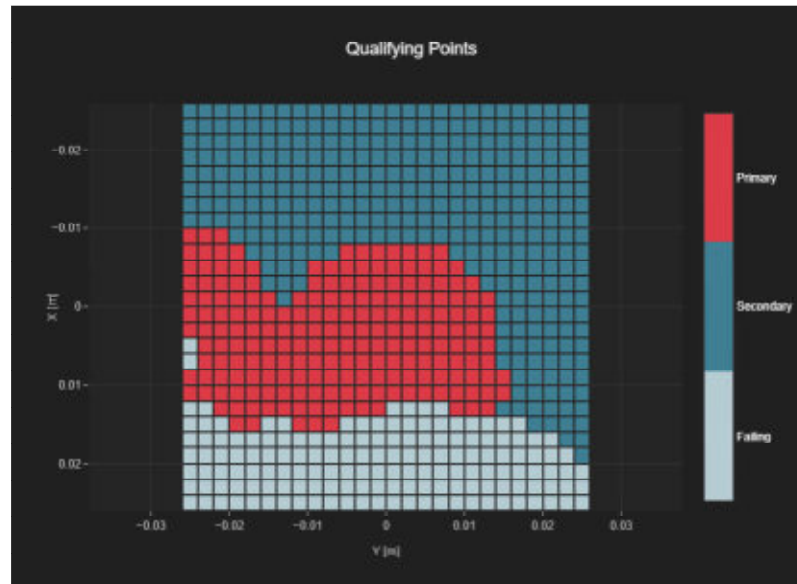 Qualifying Points
−0.02
−0.01
0
0.01
0.02
X [m]
−0.03
−0.02
−0.01
0
0.01
0.02
0.03
Y [m]
Primary
Secondary
Failing